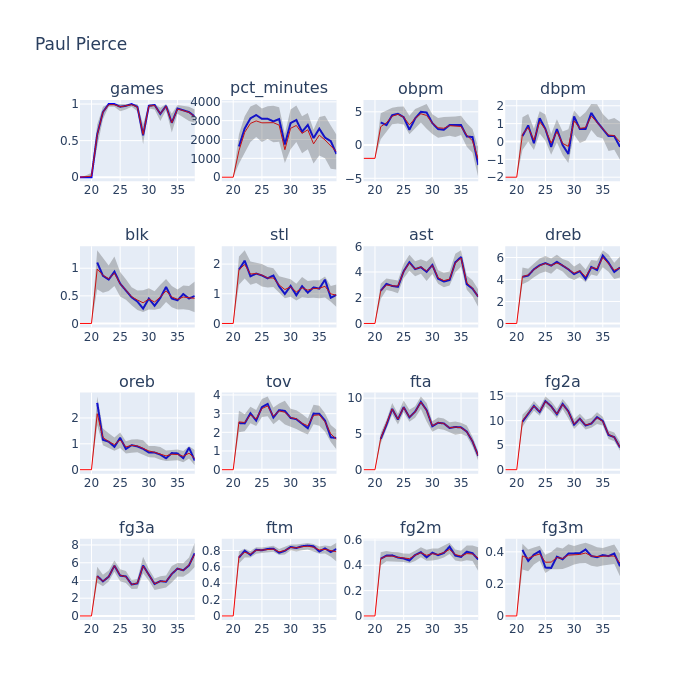 Paul Pierce
games
pct_minutes
obpm
dbpm
1
0.5
0
20 25 30 35
4000
3000
2000
1000
0
20 25 30 35
5
0
−5
20 25 30 35
2
1
0
−1
−2
20 25 30 35
blk
stl
ast
dreb
1
0.5
0
20 25 30 35
2
1
0
20 25 30 35
6
4
2
0
20 25 30 35
6
4
2
0
20 25 30 35
oreb
tov
fta
fg2a
2
1
0
20 25 30 35
4
3
2
1
0
20 25 30 35
10
5
0
20 25 30 35
15
10
5
0
20 25 30 35
fg3a
ftm
fg2m
fg3m
8
6
4
2
0
20 25 30 35
0.8
0.6
0.4
0.2
0
20 25 30 35
0.6
0.4
0.2
0
20 25 30 35
0.4
0.2
0
20 25 30 35